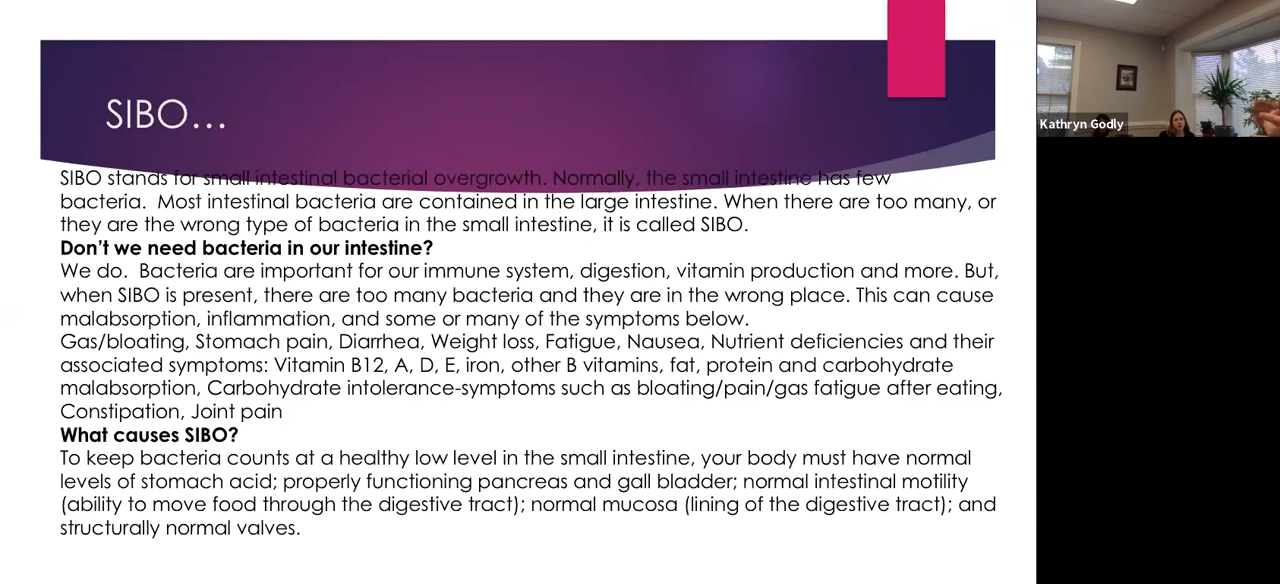 SIBO…
SIBO stands for small intestinal bacterial overgrowth. Normally, the small intestine has few
bacteria.  Most intestinal bacteria are contained in the large intestine. When there are too many, or
they are the wrong type of bacteria in the small intestine, it is called SIBO.
Don’t we need bacteria in our intestine?
We do.  Bacteria are important for our immune system, digestion, vitamin production and more. But,
when SIBO is present, there are too many bacteria and they are in the wrong place. This can cause
malabsorption, inflammation, and some or many of the symptoms below.
Gas/bloating, Stomach pain, Diarrhea, Weight loss, Fatigue, Nausea, Nutrient deficiencies and their
associated symptoms: Vitamin B12, A, D, E, iron, other B vitamins, fat, protein and carbohydrate
malabsorption, Carbohydrate intolerance-symptoms such as bloating/pain/gas fatigue after eating,
Constipation, Joint pain
What causes SIBO?
To keep bacteria counts at a healthy low level in the small intestine, your body must have normal
levels of stomach acid; properly functioning pancreas and gall bladder; normal intestinal motility
(ability to move food through the digestive tract); normal mucosa (lining of the digestive tract); and
structurally normal valves.
Kathryn Godly